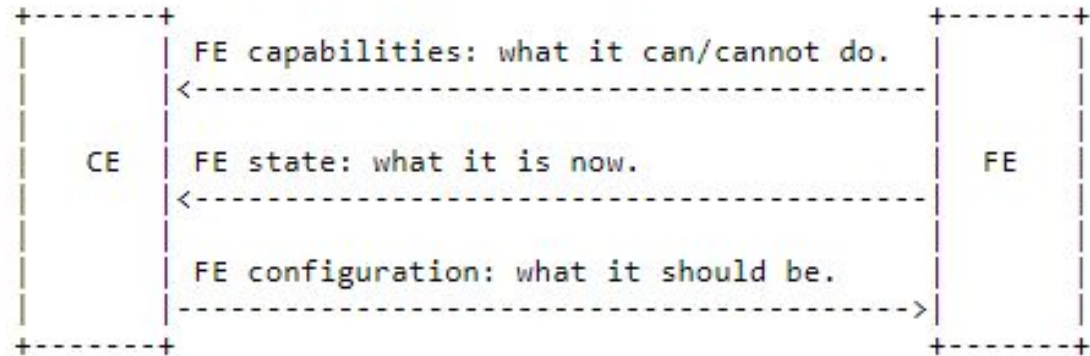 FE capabilities: what it can/cannot do.
CE FE state: what it is now. FE
FE configuration: what it should be.